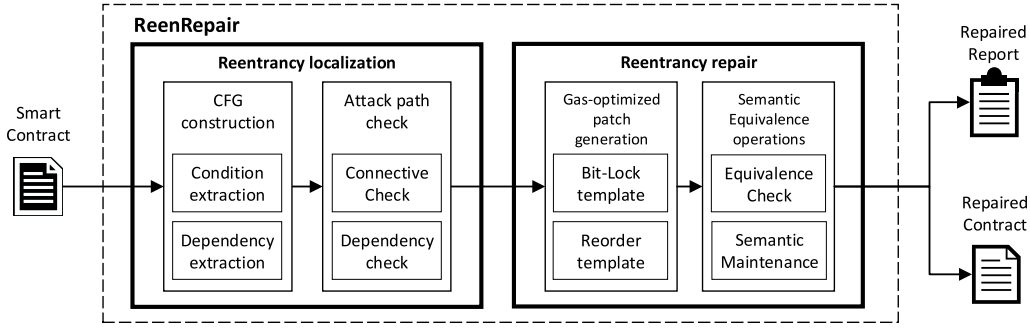 ReenRepair
Smart
Contract
Reentrancy localization
CFG
construction
Condition
extraction
Dependency
extraction
Attack path
check
Connective
Check
Dependency
check
Reentrancy repair
Gas-optimized
patch
generation
Bit-Lock
template
Reorder
template
Semantic
Equivalence
operations
Equivalence
Check
Semantic
Maintenance
Repaired
Report
Repaired
Contract